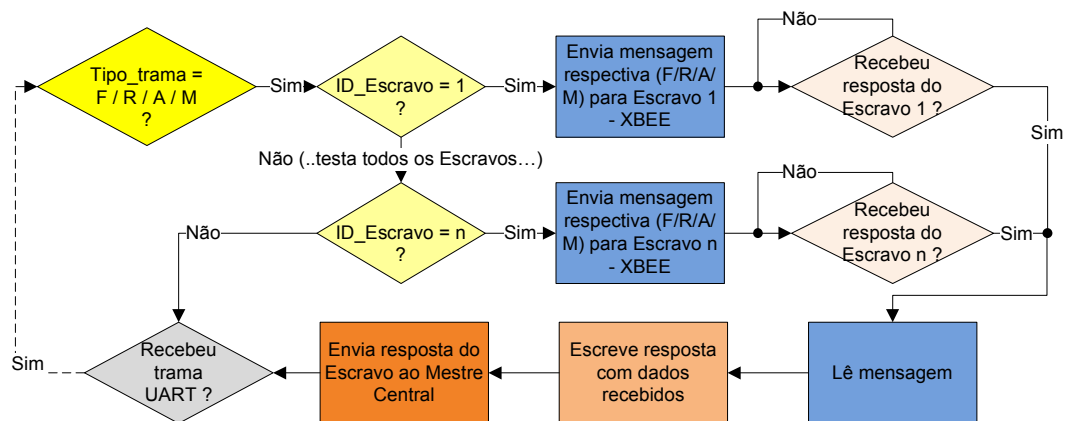 Tipo_trama =
F / R / A / M
?
Sim
ID_Escravo = 1
?
Envia mensagem
respectiva (F/R/A/
M) para Escravo 1
- XBEE
Não
Recebeu
resposta do
Escravo 1 ?
Sim
Não (..testa todos os Escravos…)
Não
ID_Escravo = n
?
Sim
Envia mensagem
respectiva (F/R/A/
M) para Escravo n
- XBEE
Não
Recebeu
resposta do
Escravo n ?
Sim
Sim
Recebeu
trama
UART ?
Envia resposta do
Escravo ao Mestre
Central
Escreve resposta
com dados
recebidos
Lê mensagem